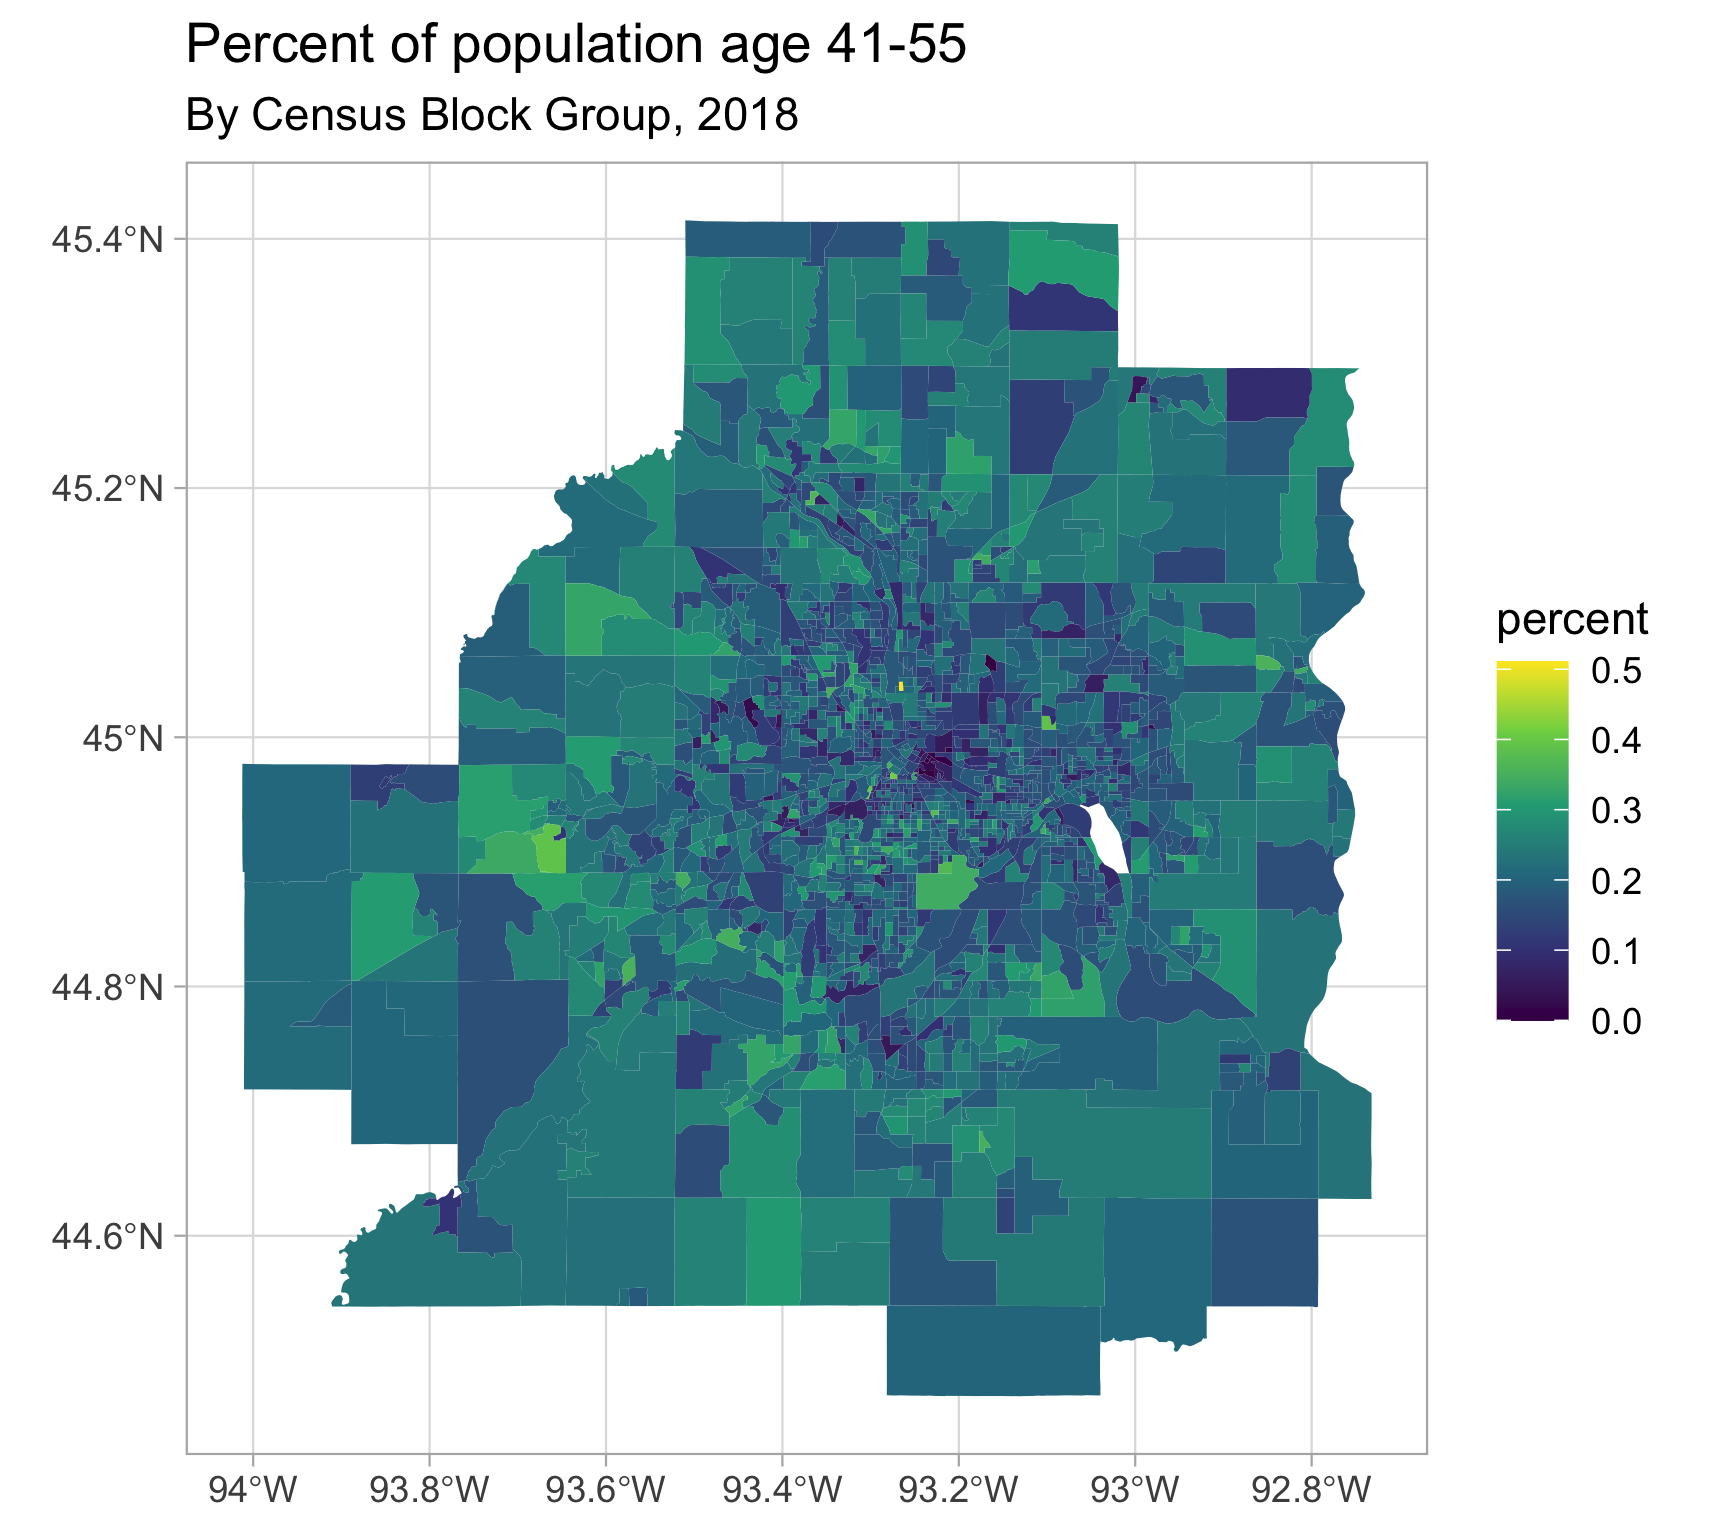 Percent of population age 41-55
By Census Block Group, 2018
45.4°N
45.2°N
45°N
44.8°N
44.6°N
94°W
93.8°W
93.6°W
93.4°W
93.2°W
93°W
92.8°W
percent
0.5
0.4
0.3
0.2
0.1
0.0